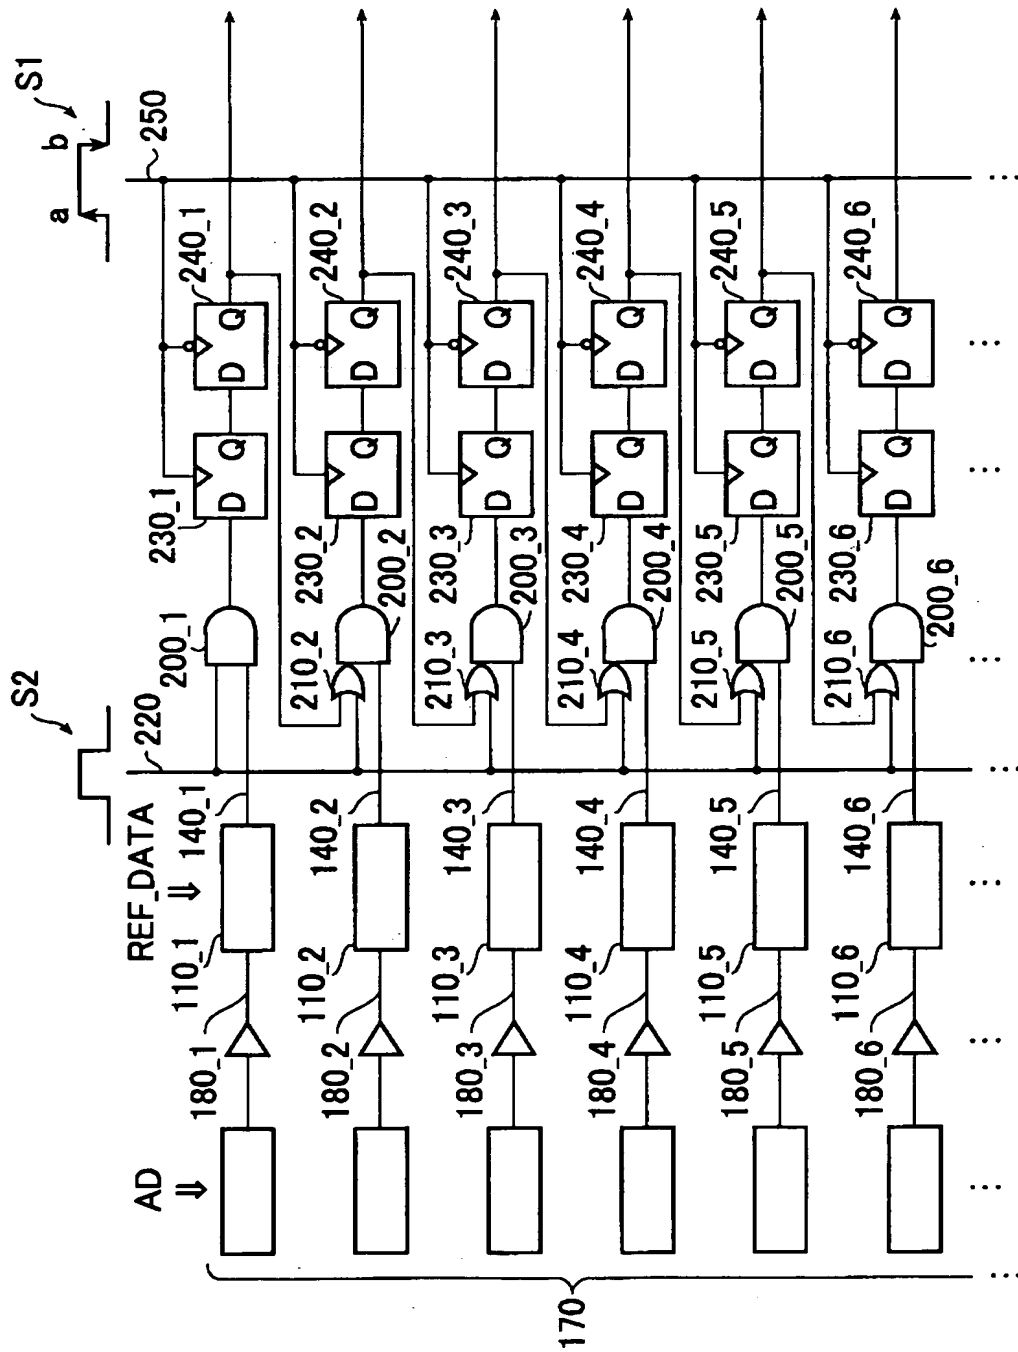 AD
⇓
REF_DATA
⇓
S2
220
S1
a
b
250
170
180_1
110_1
140_1
200_1
230_1
D
Q
240_1
D
Q
180_2
110_2
140_2
210_2
200_2
230_2
D
Q
240_2
D
Q
180_3
110_3
140_3
210_3
200_3
230_3
D
Q
240_3
D
Q
180_4
110_4
140_4
210_4
200_4
230_4
D
Q
240_4
D
Q
180_5
110_5
140_5
210_5
200_5
230_5
D
Q
240_5
D
Q
180_6
110_6
140_6
210_6
200_6
230_6
D
Q
240_6
D
Q